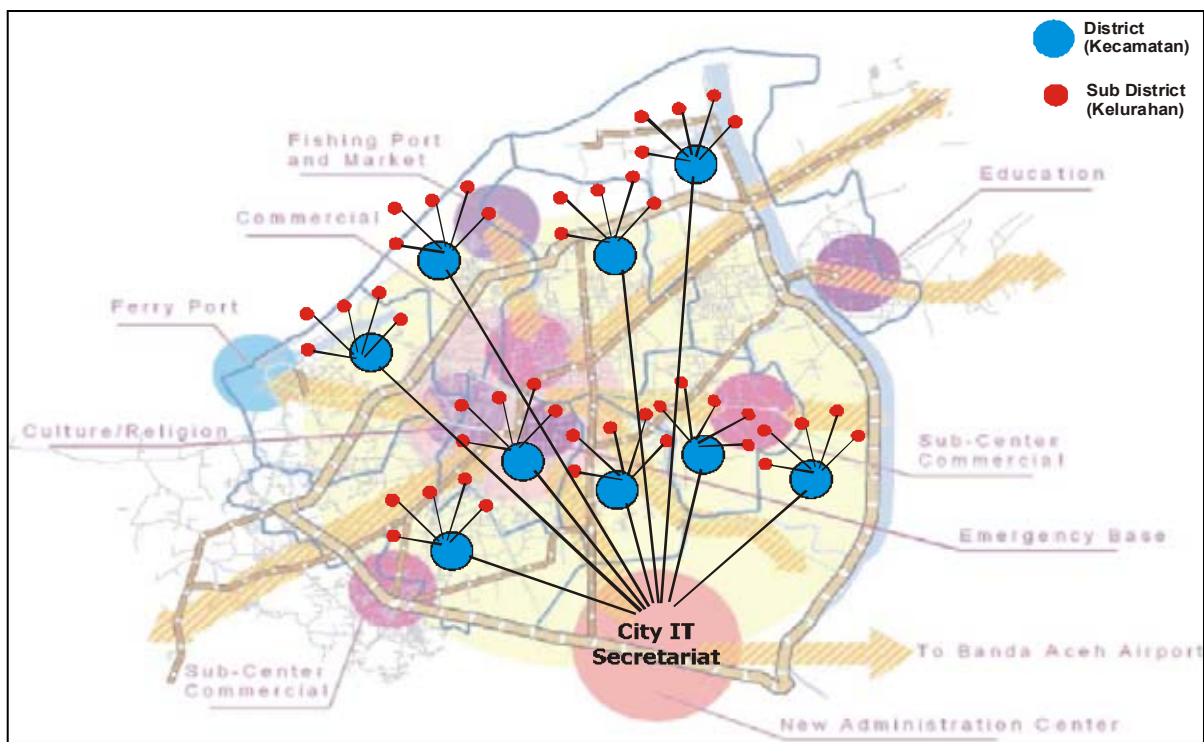 District
(Kecamatan)
Sub District
(Kelurahan)
Fishing Port
and Market
Education
Commercial
Ferry Port
Culture/Religion
Sub-Center
Commercial
Emergency Base
City IT
Secretariat
To Banda Aceh Airport
Sub-Center
Commercial
New Administration Center